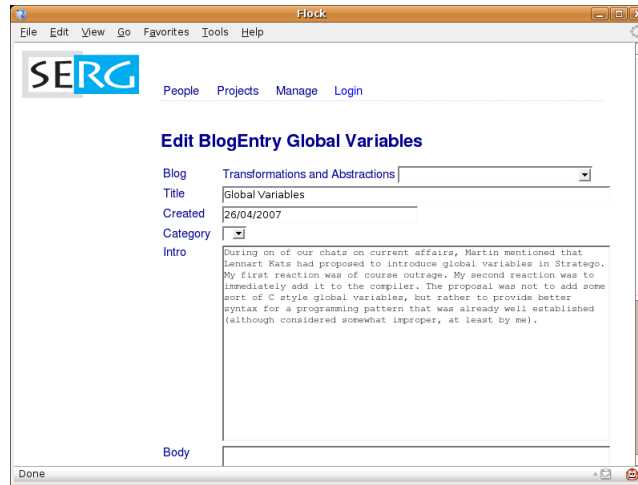 Flock
File Edit View Go Favorites Tools Help
SERG
People Projects Manage Login
Edit BlogEntry Global Variables
Blog Transformations and Abstractions
Title Global Variables
Created 26/04/2007
Category
Intro During on of our chats on current affairs, Martin mentioned that
Lennart Kats had proposed to introduce global variables in Stratego.
My first reaction was of course outrage. My second reaction was to
immediately add it to the compiler. The proposal was not to add some
sort of C style global variables, but rather to provide better
syntax for a programming pattern that was already well established
(although considered somewhat improper, at least by me).
Body
Done